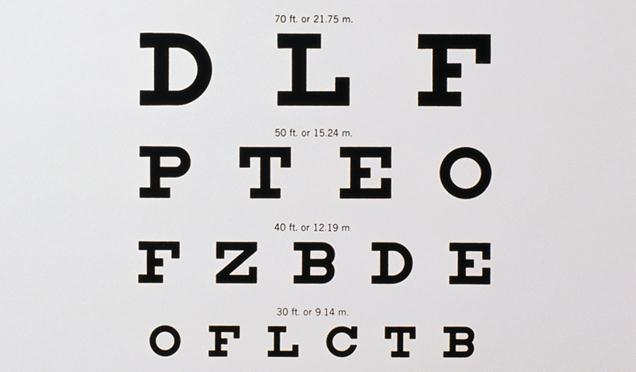 70 ft. or 21.75 m.
D L F
50 ft. or 15.24 m.
P T E O
40 ft. or 12.19 m
F Z B D E
30 ft. or 9.14 m.
O F L C T B